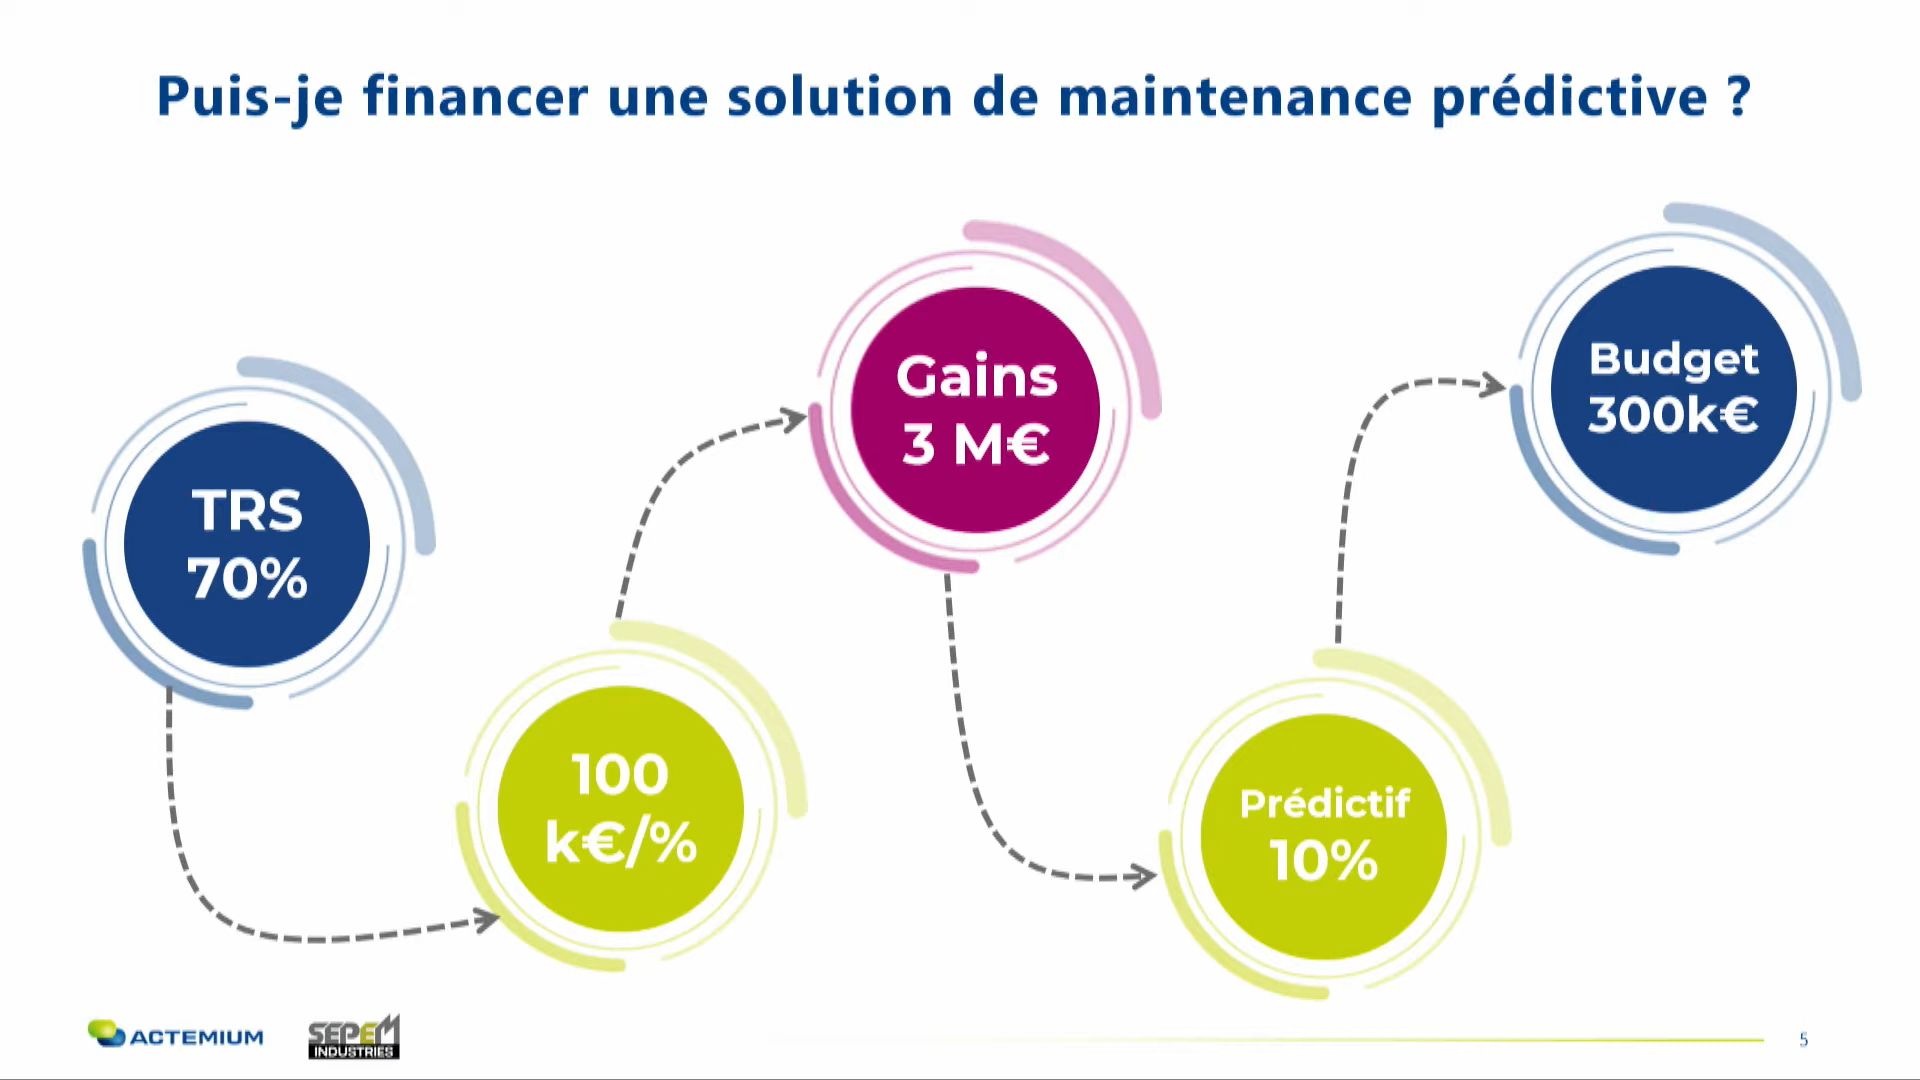 Puis-je financer une solution de maintenance prédictive ?
TRS
70%
100
k€/%
Gains
3 M€
Prédictif
10%
Budget
300k€
ACTEMIUM
SEPEM
INDUSTRIES
5